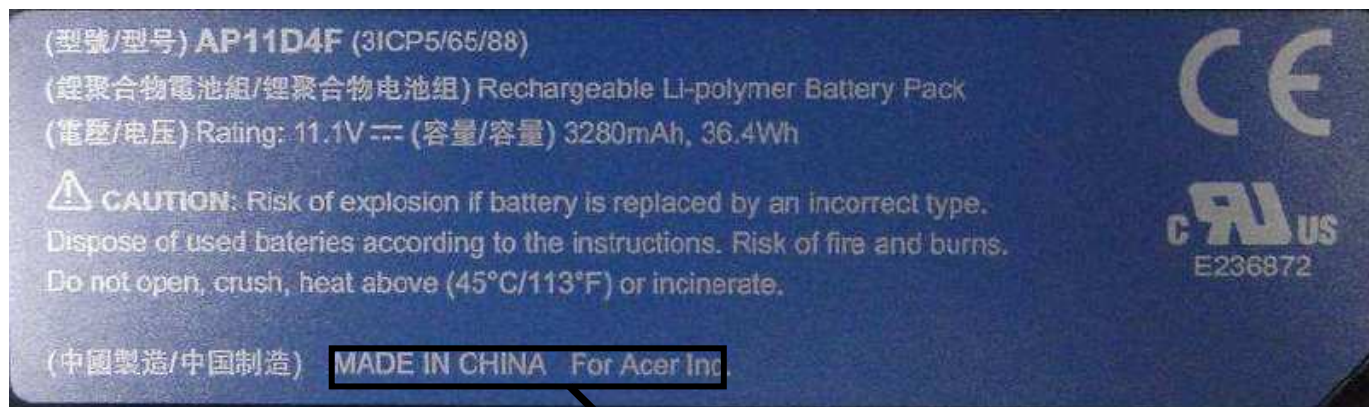 (型號/型号) AP11D4F (3ICP5/65/88)
(鋰聚合物電池組/锂聚合物电池组) Rechargeable Li-polymer Battery Pack
(電壓/电压) Rating: 11.1V⎓ (容量/容量) 3280mAh, 36.4Wh
CAUTION: Risk of explosion if battery is replaced by an incorrect type.
Dispose of used bateries according to the instructions. Risk of fire and burns.
Do not open, crush, heat above (45°C/113°F) or incinerate.
(中國製造/中国制造) MADE IN CHINA For Acer Inc.
CE
c RU US
E236872